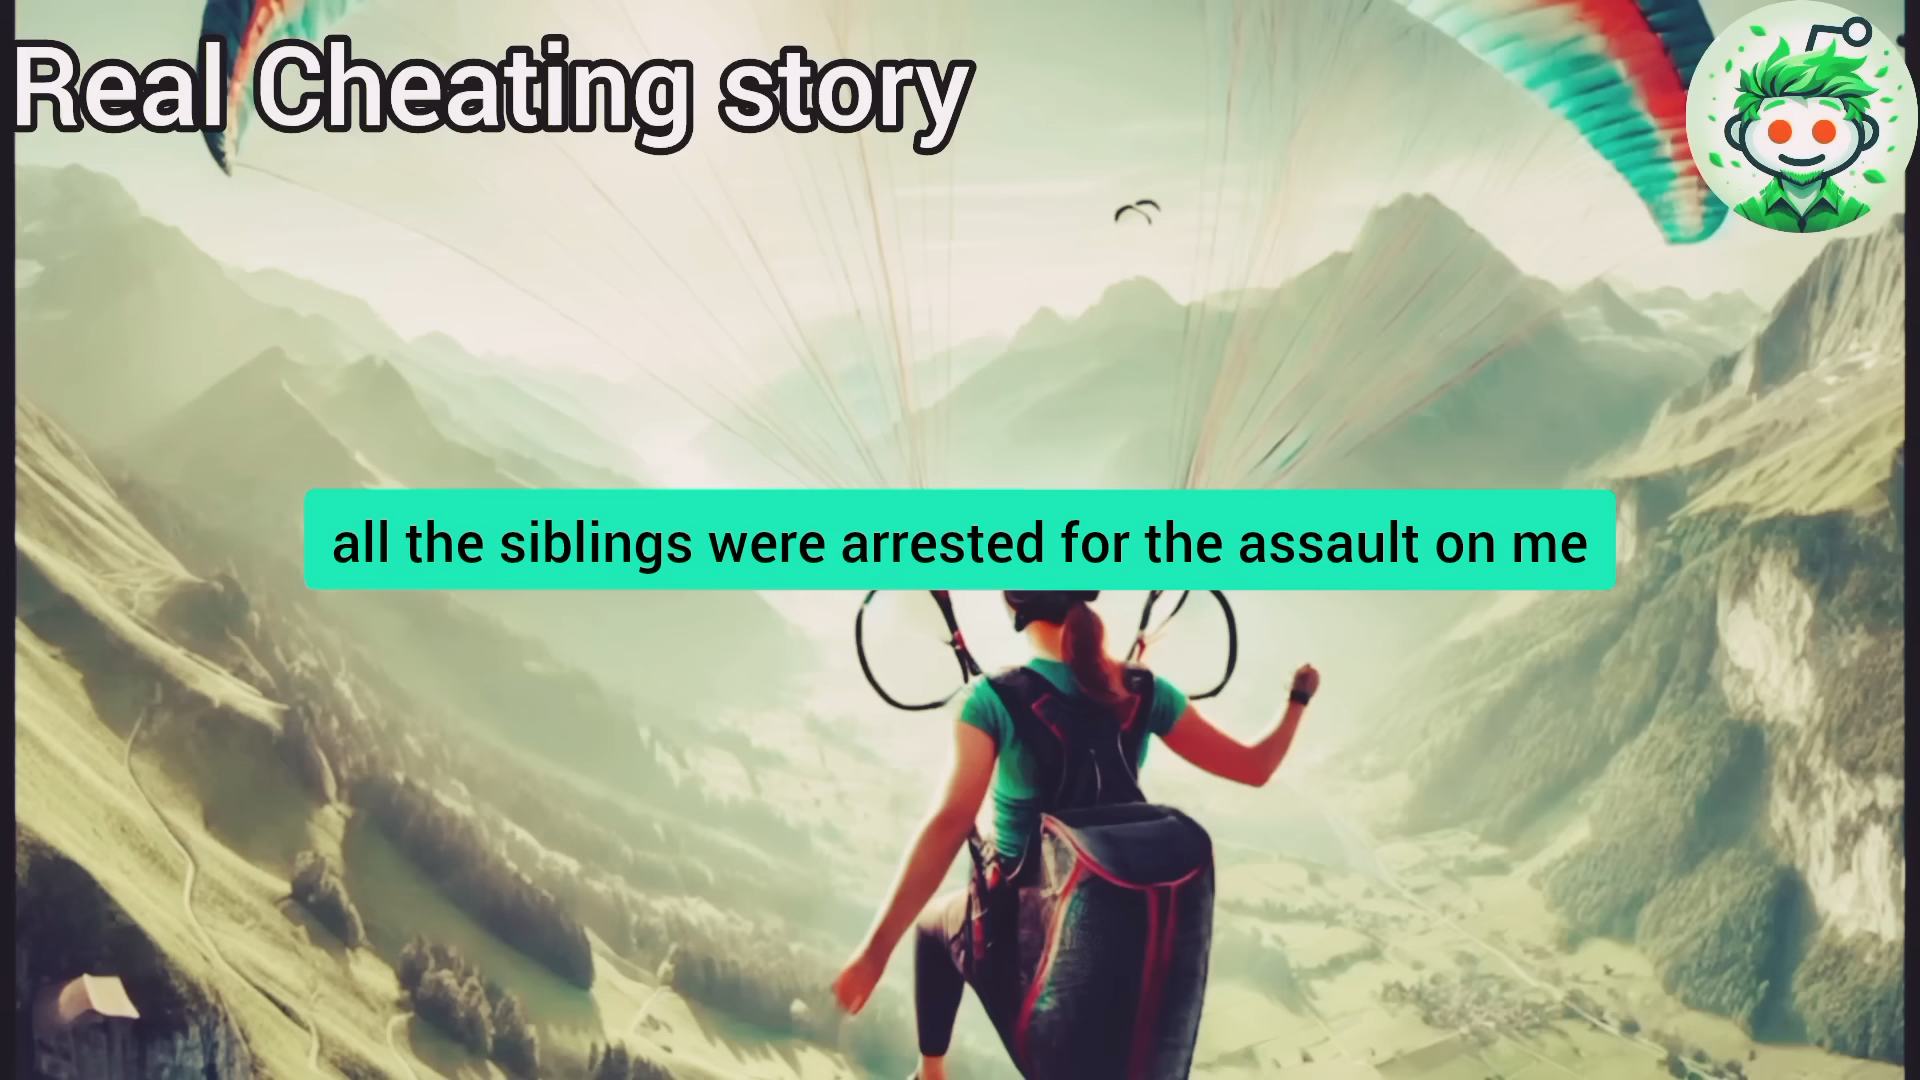 Real Cheating story
all the siblings were arrested for the assault on me